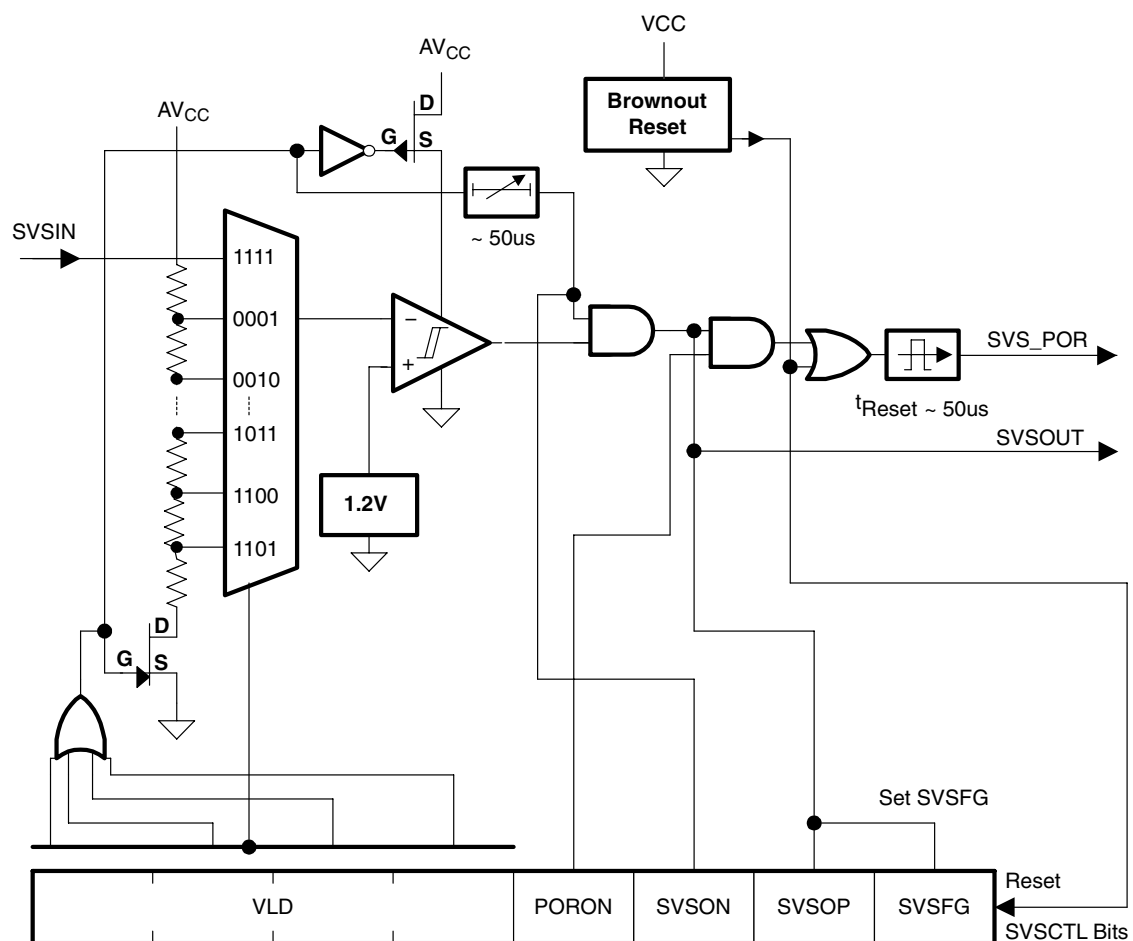 VCC
AVCC
AVCC
Brownout
Reset
D
G
S
SVSIN
~ 50us
1111
0001
0010
1011
1100
1101
−
+
1.2V
SVS_POR
tReset ~ 50us
SVSOUT
D
G
S
Set SVSFG
Reset
VLD
PORON
SVSON
SVSOP
SVSFG
SVSCTL Bits